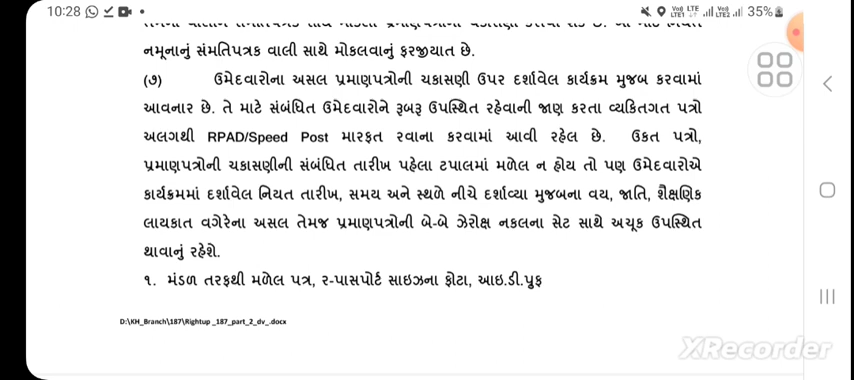 10:28 LTE1 LTE2 35%
નમૂનાનું સંમતિપત્રક વાલી સાથે મોકલવાનું ફરજીયાત છે.
(૭) ઉમેદવારોના અસલ પ્રમાણપત્રોની ચકાસણી ઉપર દર્શાવેલ કાર્યક્રમ મુજબ કરવામાં
આવનાર છે. તે માટે સંબંધિત ઉમેદવારોને રૂબરૂ ઉપસ્થિત રહેવાની જાણ કરતા વ્યકિતગત પત્રો
અલગથી RPAD/Speed Post મારફત રવાના કરવામાં આવી રહેલ છે. ઉકત પત્રો,
પ્રમાણપત્રોની ચકાસણીની સંબંધિત તારીખ પહેલા ટપાલમાં મળેલ ન હોય તો પણ ઉમેદવારોએ
કાર્યક્રમમાં દર્શાવેલ નિયત તારીખ, સમય અને સ્થળે નીચે દર્શાવ્યા મુજબના વય, જાતિ, શૈક્ષણિક
લાયકાત વગેરેના અસલ તેમજ પ્રમાણપત્રોની બે-બે ઝેરોક્ષ નકલના સેટ સાથે અચૂક ઉપસ્થિત
થાવાનું રહેશે.
૧. મંડળ તરફથી મળેલ પત્ર, ૨-પાસપોર્ટ સાઇઝના ફોટા, આઇ.ડી.પ્રુફ
D:\KH_Branch\187\Rightup _187_part_2_dv_.docx
XRecorder